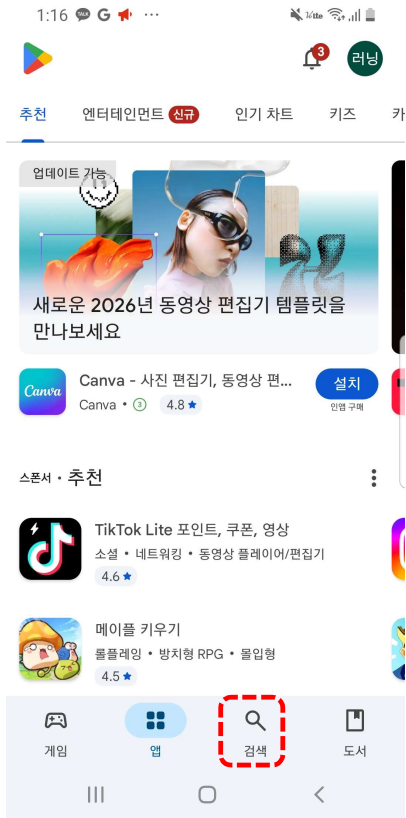 1:16
3
러닝
추천 엔터테인먼트 신규 인기 차트 키즈 카
업데이트 가능
새로운 2026년 동영상 편집기 템플릿을
만나보세요
Canva
Canva - 사진 편집기, 동영상 편...
Canva • 3 4.8 ★
설치
인앱 구매
스폰서 • 추천
TikTok Lite 포인트, 쿠폰, 영상
소셜 • 네트워킹 • 동영상 플레이어/편집기
4.6 ★
메이플 키우기
롤플레잉 • 방치형 RPG • 몰입형
4.5 ★
게임 앱 검색 도서